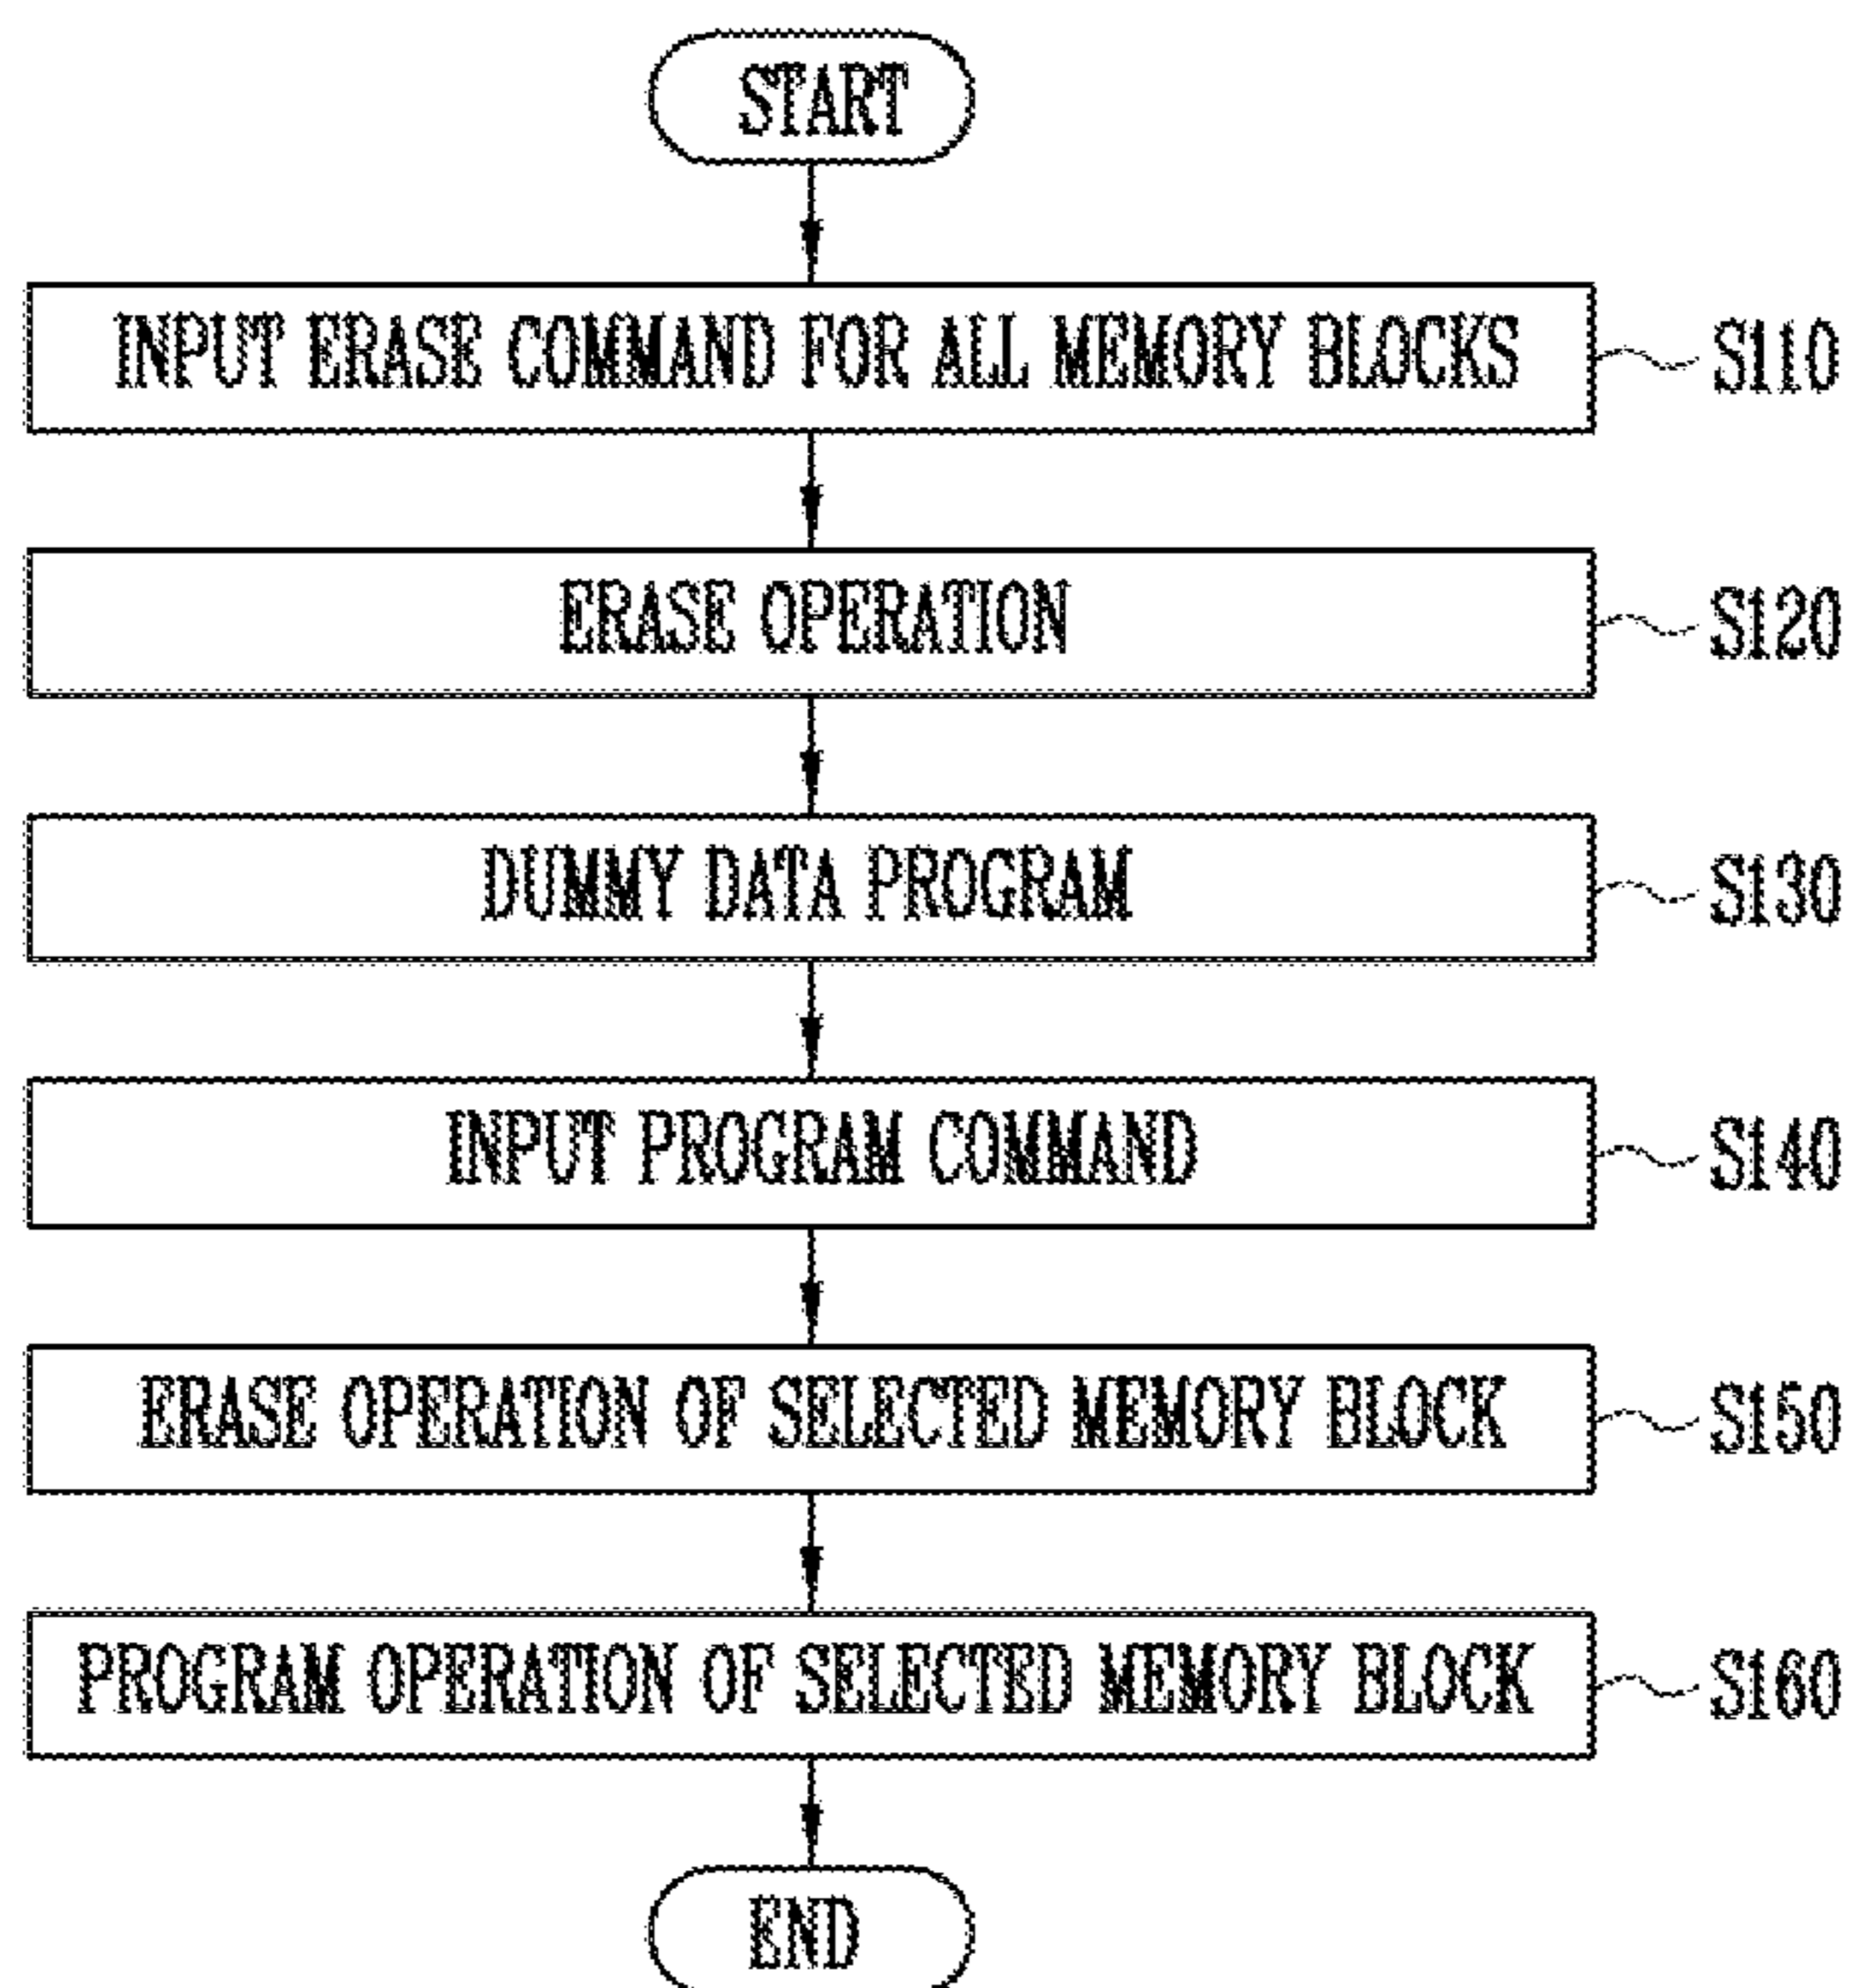 START
INPUT ERASE COMMAND FOR ALL MEMORY BLOCKS
S110
ERASE OPERATION
S120
DUMMY DATA PROGRAM
S130
INPUT PROGRAM COMMAND
S140
ERASE OPERATION OF SELECTED MEMORY BLOCK
S150
PROGRAM OPERATION OF SELECTED MEMORY BLOCK
S160
END